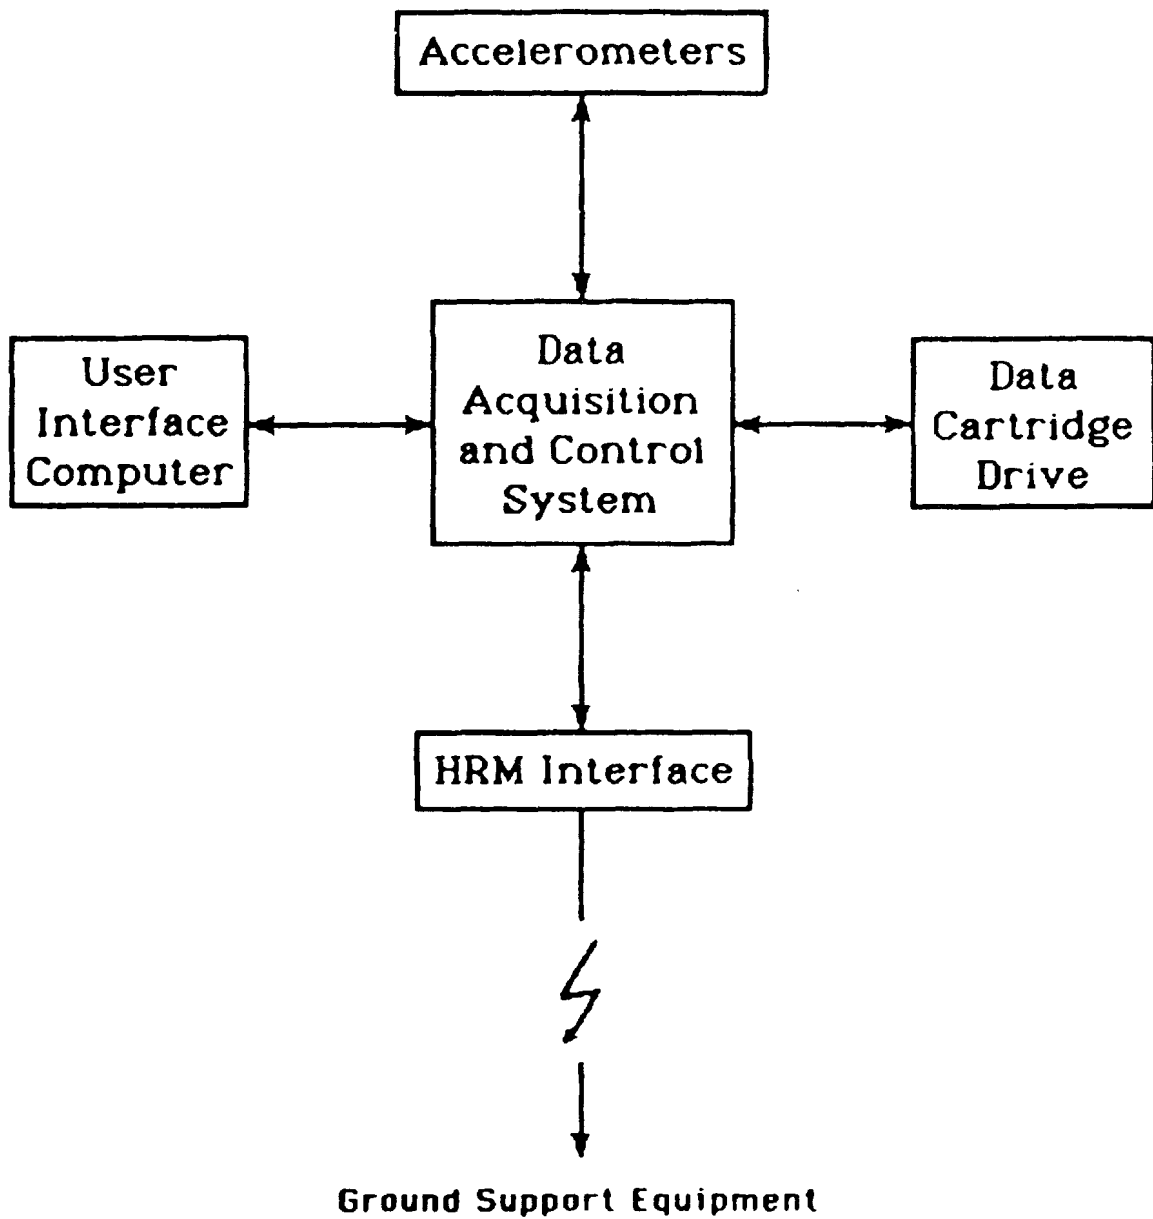 Accelerometers
User
Interface
Computer
Data
Acquisition
and Control
System
Data
Cartridge
Drive
HRM Interface
Ground Support Equipment